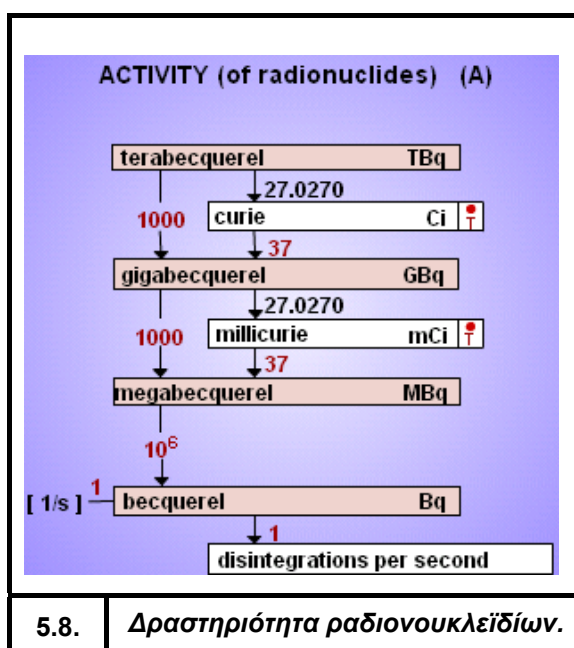 ACTIVITY (of radionuclides) (A)
terabecquerel TBq
27.0270
1000 curie Ci T
37
gigabecquerel GBq
27.0270
1000 millicurie mCi T
37
megabecquerel MBq
10⁶
[ 1/s ] 1 becquerel Bq
1
disintegrations per second
5.8. Δραστηριότητα ραδιονουκλεϊδίων.